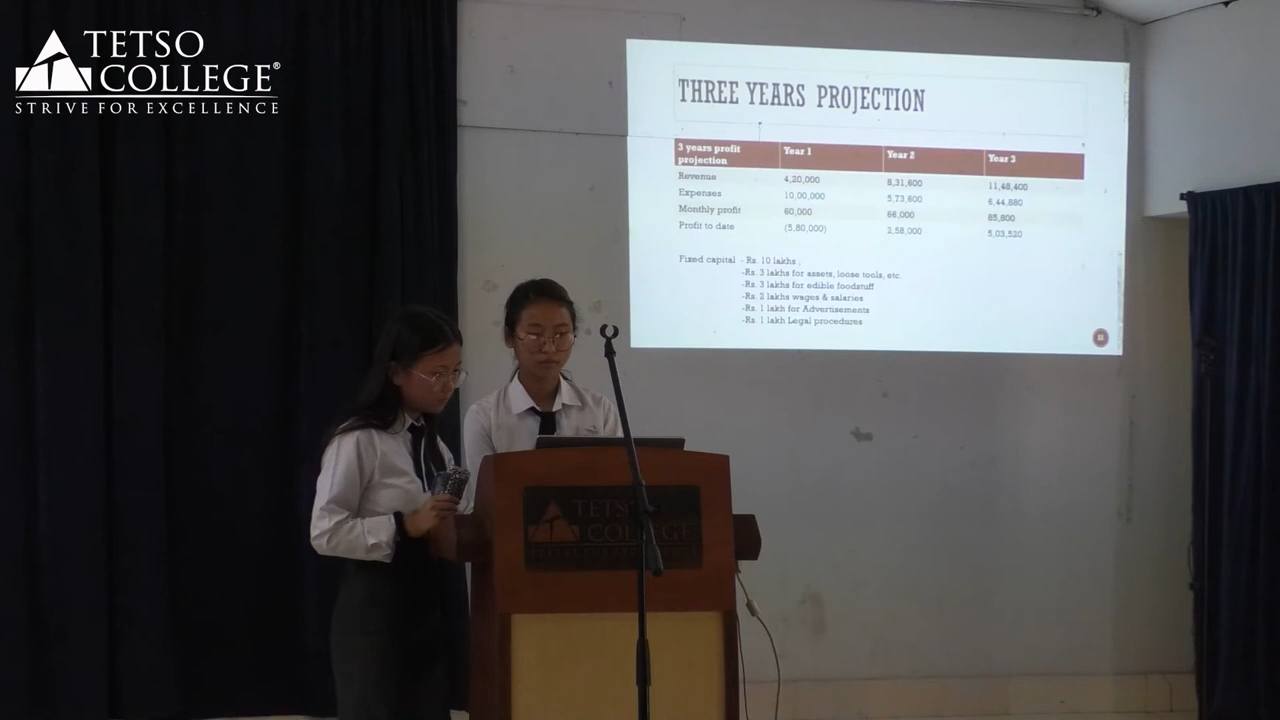 TETSO
COLLEGE®
STRIVE FOR EXCELLENCE
THREE YEARS PROJECTION
3 years profit projection Year 1 Year 2 Year 3
Revenue 4,20,000 8,31,600 11,48,400
Expenses 10,00,000 5,73,600 6,44,880
Monthly profit 60,000 66,000 85,800
Profit to date (5,80,000) 2,58,000 5,03,520
Fixed capital - Rs. 10 lakhs ,
-Rs. 3 lakhs for assets, loose tools, etc.
-Rs. 3 lakhs for edible foodstuff
-Rs. 2 lakhs wages & salaries
-Rs. 1 lakh for Advertisements
-Rs. 1 lakh Legal procedures
TETSO
COLLEGE